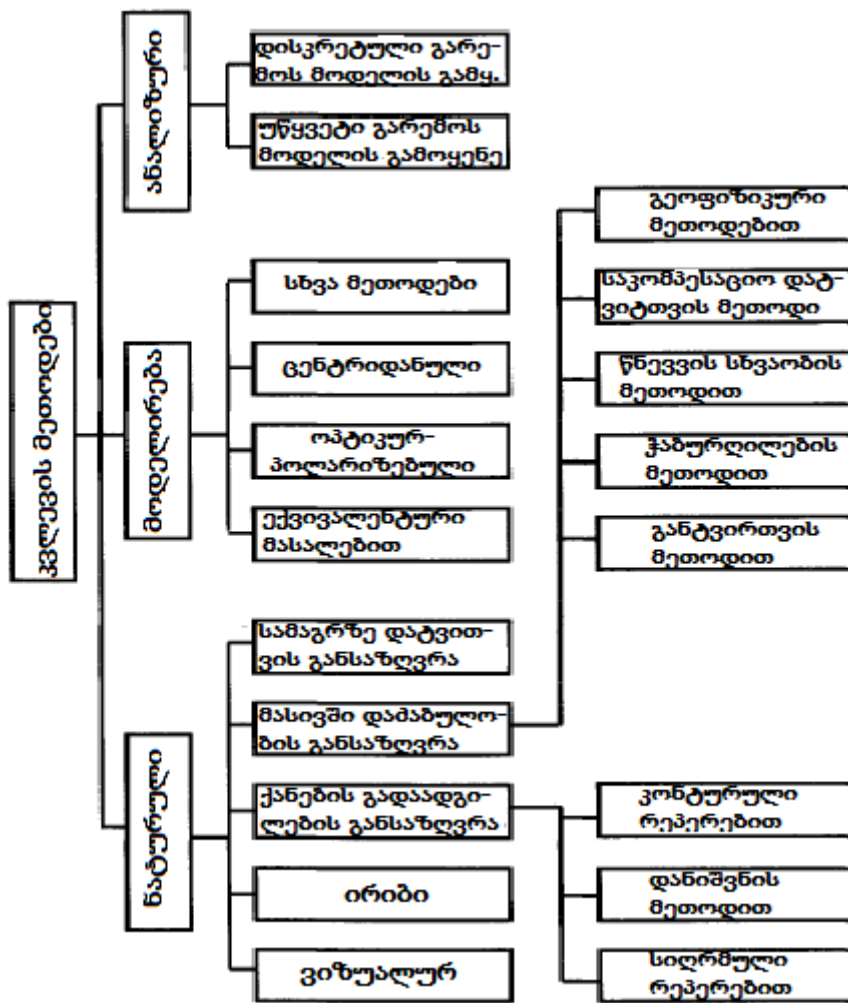 კვლევის მეთოდები
ანალიზური
დისკრეტული გარე-
მოს მოდელის გამყ.
უწყვეტი გარემოს
მოდელის გამოყენე
მოდელირება
სხვა მეთოდები
ცენტრიდანული
ოპტიკურ-
პოლარიზებული
ექვივალენტური
მასალებით
ნატურული
სამაგრზე დატვით-
ვის განსაზღვრა
მასივში დაძაბულო-
ბის განსაზღვრა
ქანების გადაადგი-
ლების განსაზღვრა
ირიბი
ვიზუალურ
გეოფიზიკური
მეთოდებით
საკომპესაციო დატ-
ვიტთვის მეთოდი
წნევვის სხვაობის
მეთოდით
ჭაბურღილების
მეთოდით
განტვირთვის
მეთოდით
კონტურული
რეპერებით
დანიშვნის
მეთოდით
სიღრმული
რეპერებით